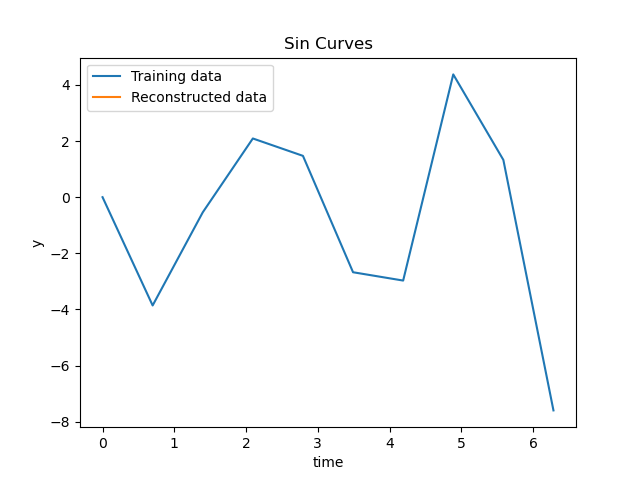 Sin Curves
Training data
Reconstructed data
4
2
0
−2
−4
−6
−8
y
0 1 2 3 4 5 6
time